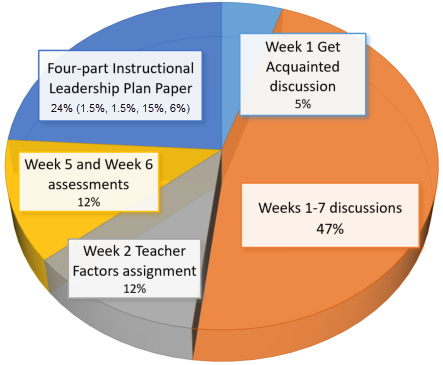 Week 1 Get
Acquainted
discussion
5%
Four-part Instructional
Leadership Plan Paper
24% (1.5%, 1.5%, 15%, 6%)
Week 5 and Week 6
assessments
12%
Weeks 1-7 discussions
47%
Week 2 Teacher
Factors assignment
12%